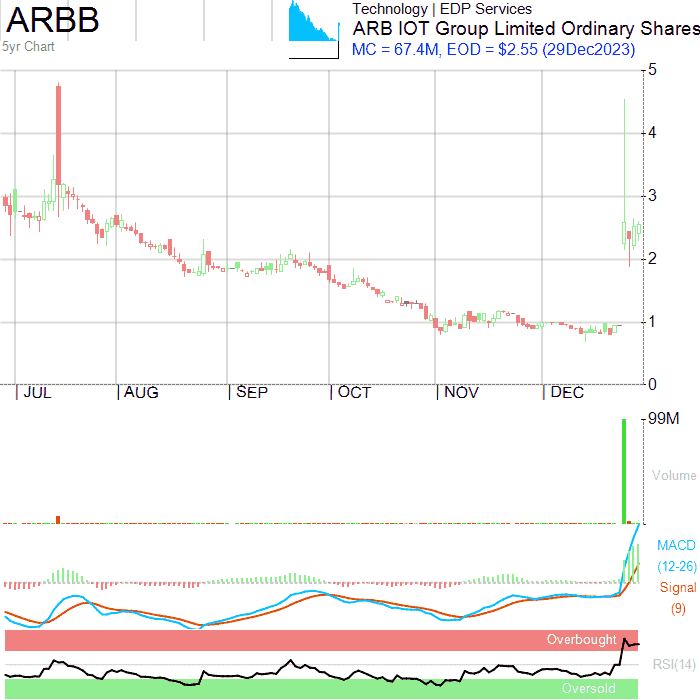 ARBB
5yr Chart
Technology | EDP Services
ARB IOT Group Limited Ordinary Shares
MC = 67.4M, EOD = $2.55 (29Dec2023)
5
4
3
2
1
0
JUL AUG SEP OCT NOV DEC
99M
Volume
MACD
(12-26)
Signal
(9)
Overbought
RSI(14)
Oversold